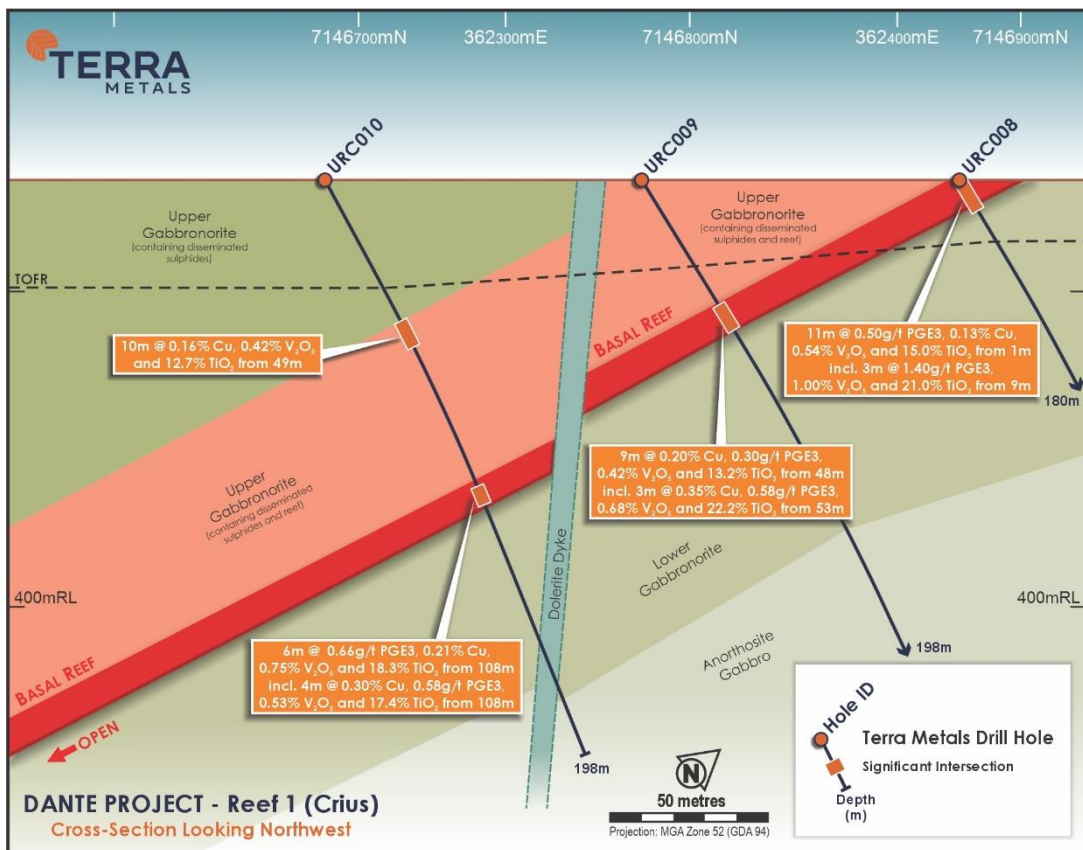 7146700mN
362300mE
7146800mN
362400mE
7146900mN
TERRA
METALS
URC010
URC009
URC008
Upper
Gabbronorite
(containing disseminated
sulphides)
Upper
Gabbronorite
(containing disseminated
sulphides and reef)
TOFR
BASAL REEF
10m @ 0.16% Cu, 0.42% V₂O₅
and 12.7% TiO₂ from 49m
11m @ 0.50g/t PGE3, 0.13% Cu,
0.54% V₂O₅ and 15.0% TiO₂ from 1m
incl. 3m @ 1.40g/t PGE3,
1.00% V₂O₅ and 21.0% TiO₂ from 9m
180m
9m @ 0.20% Cu, 0.30g/t PGE3,
0.42% V₂O₅ and 13.2% TiO₂ from 48m
incl. 3m @ 0.35% Cu, 0.58g/t PGE3,
0.68% V₂O₅ and 22.2% TiO₂ from 53m
Upper
Gabbronorite
(containing disseminated
sulphides and reef)
Dolerite Dyke
Lower
Gabbronorite
400mRL
400mRL
Anorthosite
Gabbro
198m
6m @ 0.66g/t PGE3, 0.21% Cu,
0.75% V₂O₅ and 18.3% TiO₂ from 108m
incl. 4m @ 0.30% Cu, 0.58g/t PGE3,
0.53% V₂O₅ and 17.4% TiO₂ from 108m
BASAL REEF
OPEN
198m
Hole ID
Terra Metals Drill Hole
Significant Intersection
Depth
(m)
N
50 metres
Projection: MGA Zone 52 (GDA 94)
DANTE PROJECT - Reef 1 (Crius)
Cross-Section Looking Northwest